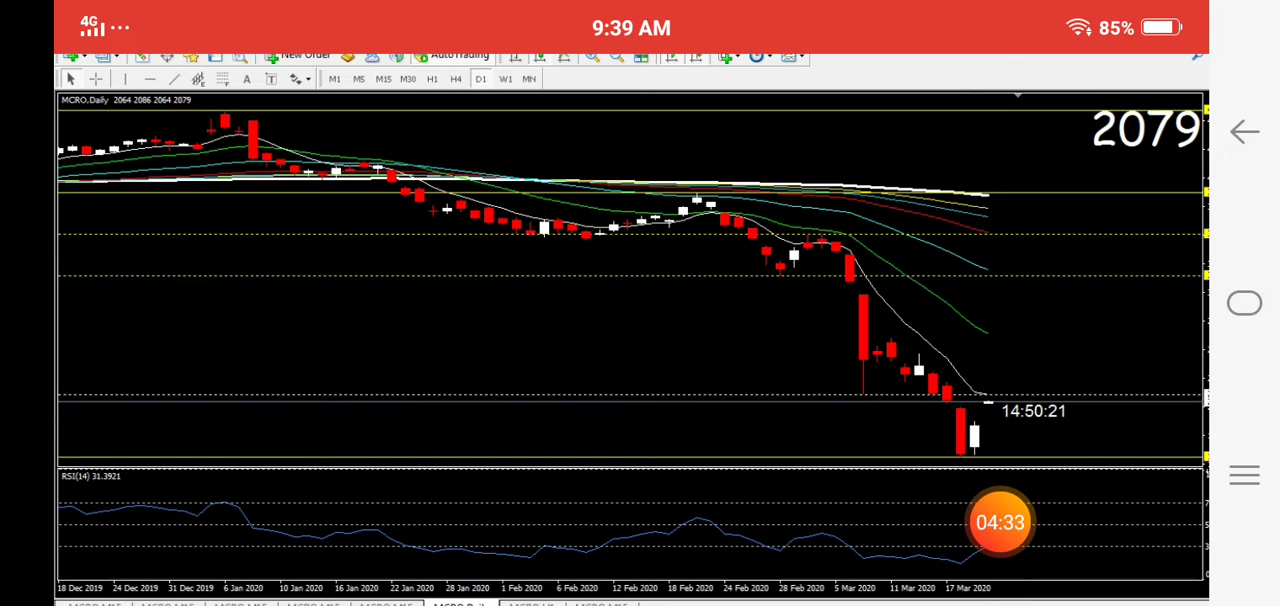 4G
9:39 AM
85%
New Order
AutoTrading
A
T
M1 M5 M15 M30 H1 H4 D1 W1 MN
MCRO,Daily 2064 2086 2064 2079
2079
14:50:21
RSI(14) 31.3921
04:33
18 Dec 2019 24 Dec 2019 31 Dec 2019 6 Jan 2020 10 Jan 2020 16 Jan 2020 22 Jan 2020 28 Jan 2020 1 Feb 2020 6 Feb 2020 12 Feb 2020 18 Feb 2020 24 Feb 2020 28 Feb 2020 5 Mar 2020 11 Mar 2020 17 Mar 2020